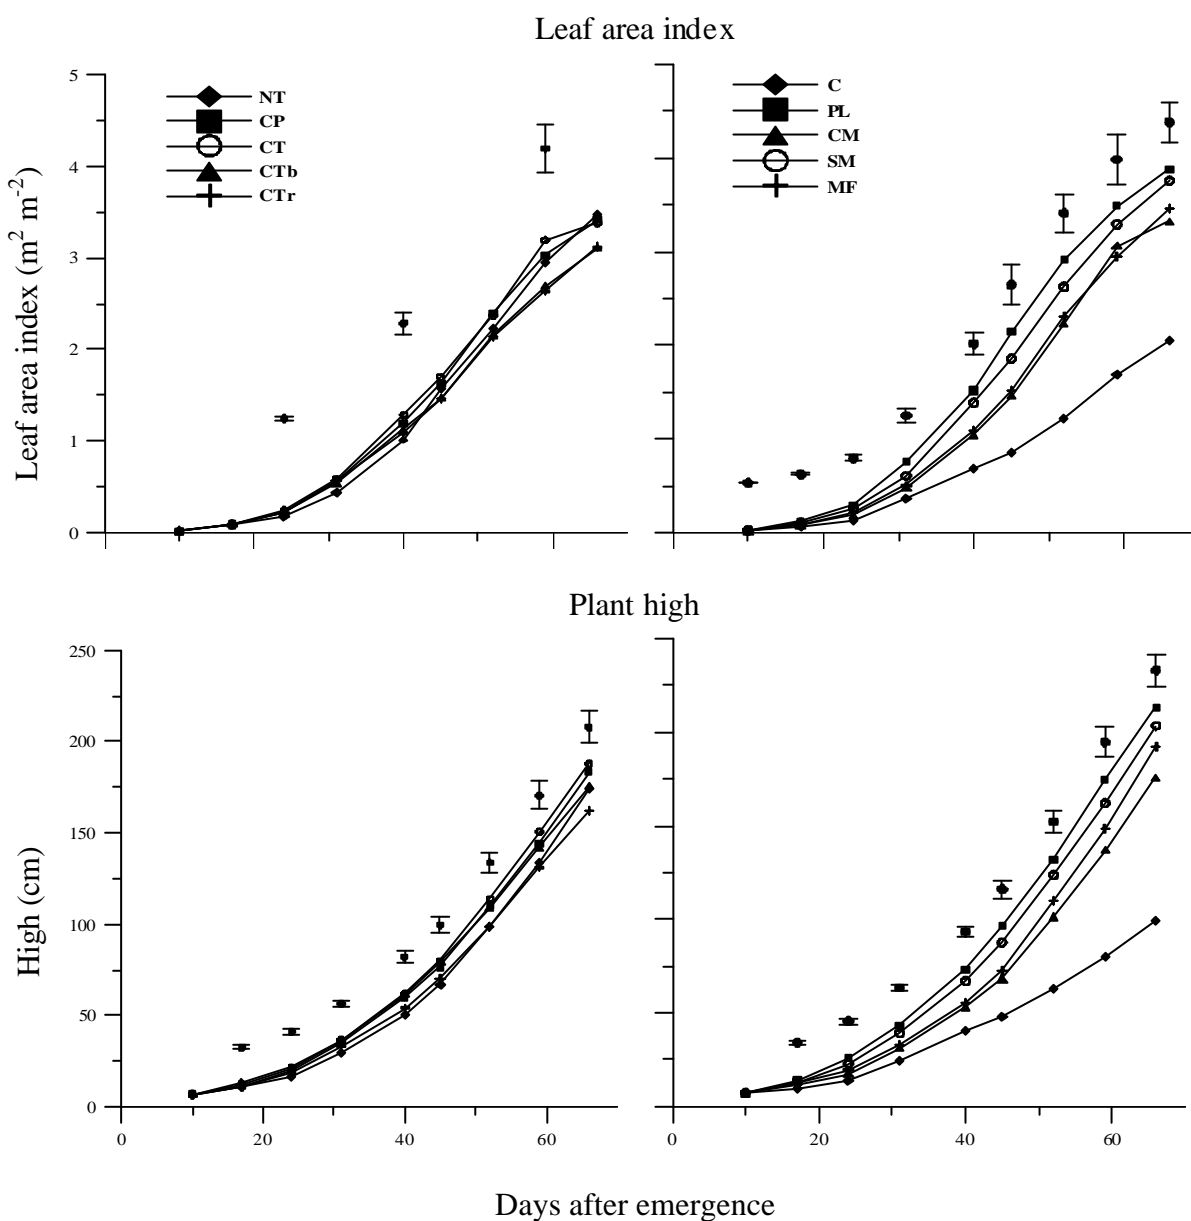 Leaf area index
Leaf area index (m² m⁻²)
5
4
3
2
1
0
NT
CP
CT
CTb
CTr
C
PL
CM
SM
MF
Plant high
High (cm)
250
200
150
100
50
0
0 20 40 60
0 20 40 60
Days after emergence